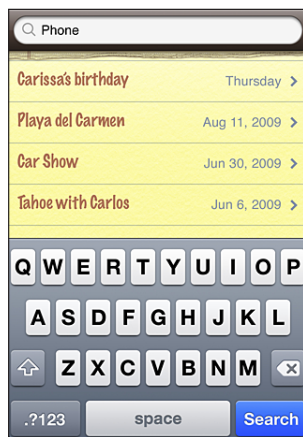 Phone
Carissa's birthday Thursday
Playa del Carmen Aug 11, 2009
Car Show Jun 30, 2009
Tahoe with Carlos Jun 6, 2009
Q W E R T Y U I O P
A S D F G H J K L
Z X C V B N M
.?123 space Search